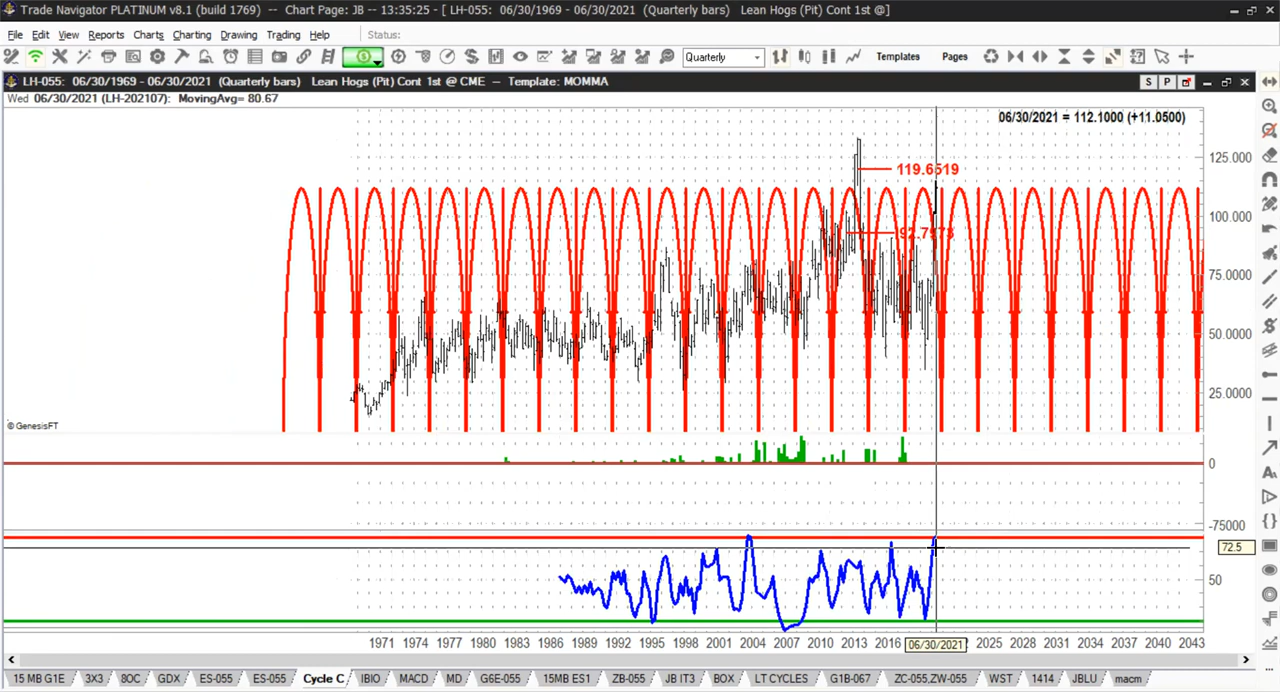 Trade Navigator PLATINUM v8.1 (build 1769) -- Chart Page: JB -- 13:35:25 - [ LH-055: 06/30/1969 - 06/30/2021 (Quarterly bars) Lean Hogs (Pit) Cont 1st @]
File Edit View Reports Charts Charting Drawing Trading Help Status:
Quarterly Templates Pages
LH-055: 06/30/1969 - 06/30/2021 (Quarterly bars) Lean Hogs (Pit) Cont 1st @ CME — Template: MOMMA S P
Wed 06/30/2021 (LH-202107): MovingAvg= 80.67
06/30/2021 = 112.1000 (+11.0500)
125.000
119.6519
100.0000
75.0000
50.0000
25.0000
© GenesisFT
0
-75000
72.5
50
1971 1974 1977 1980 1983 1986 1989 1992 1995 1998 2001 2004 2007 2010 2013 2016 06/30/2021 2025 2028 2031 2034 2037 2040 2043
15 MB G1E 3X3 8OC GDX ES-055 ES-055 Cycle C IBIO MACD MD G6E-055 15MB ES1 ZB-055 JB IT3 BOX LT CYCLES G1B-067 ZC-055,ZW-055 WST 1414 JBLU macm